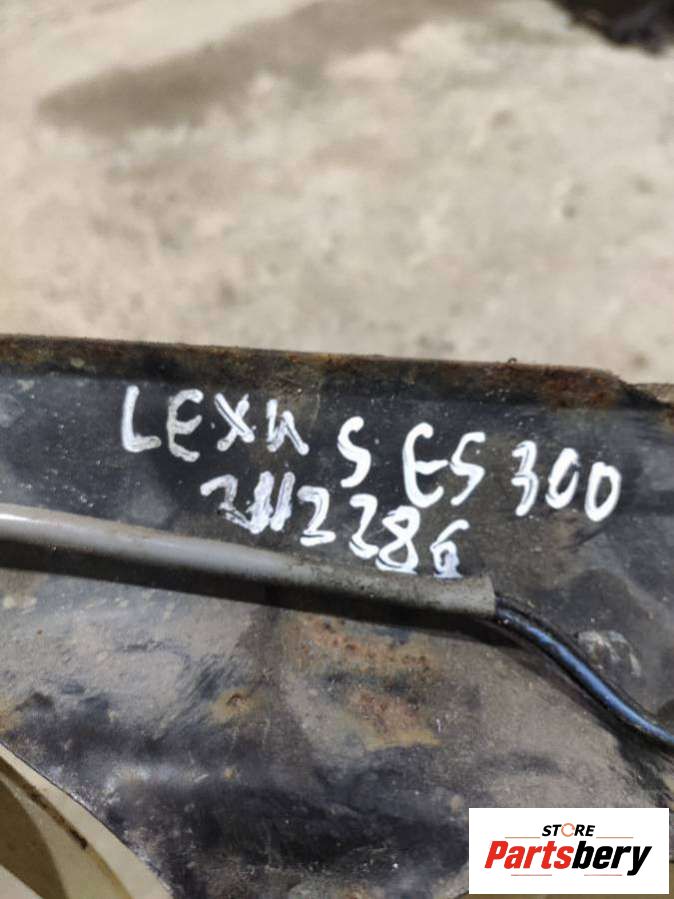 LEXUS ES 300
2112286
STORE
Partsbery